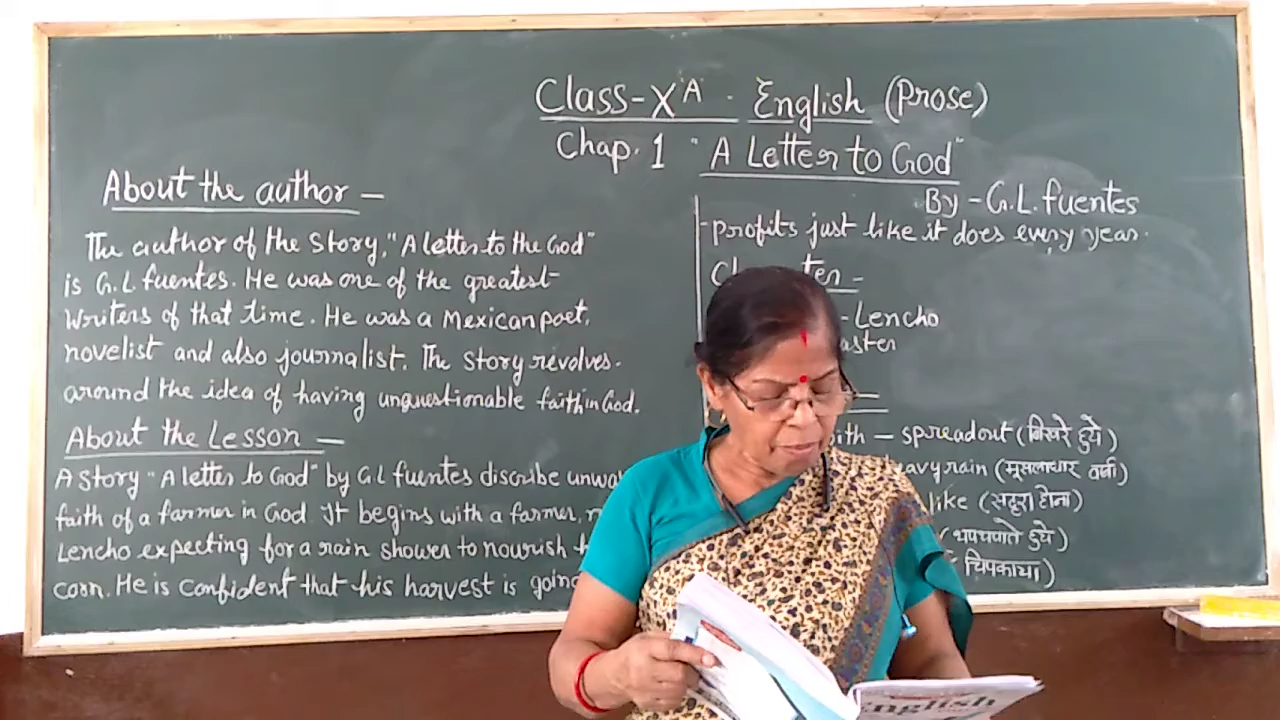 Class-X A . English (Prose)
Chap. 1 "A Letter to God"
By - G.L. fuentes
About the author —
The author of the Story, "A letter to the God"
is G.L. fuentes. He was one of the greatest
Writers of that time. He was a Mexican poet,
novelist and also journalist. The Story revolves.
around the idea of having unquestionable faith in God.
About the Lesson —
A Story "A letter to God" by G L fuentes discribe
faith of a farmer in God. It begins with a farmer,
Lencho expecting for a rain shower to nourish
corn. He is confident that his harvest is going
- profits just like it does every year.
- Lencho
— spreadout (बिखरे हुये)
rain (मूसलाधार वर्षा)
like (सदृश होना)
(थपथपाते हुये)
चिपकाया)
English